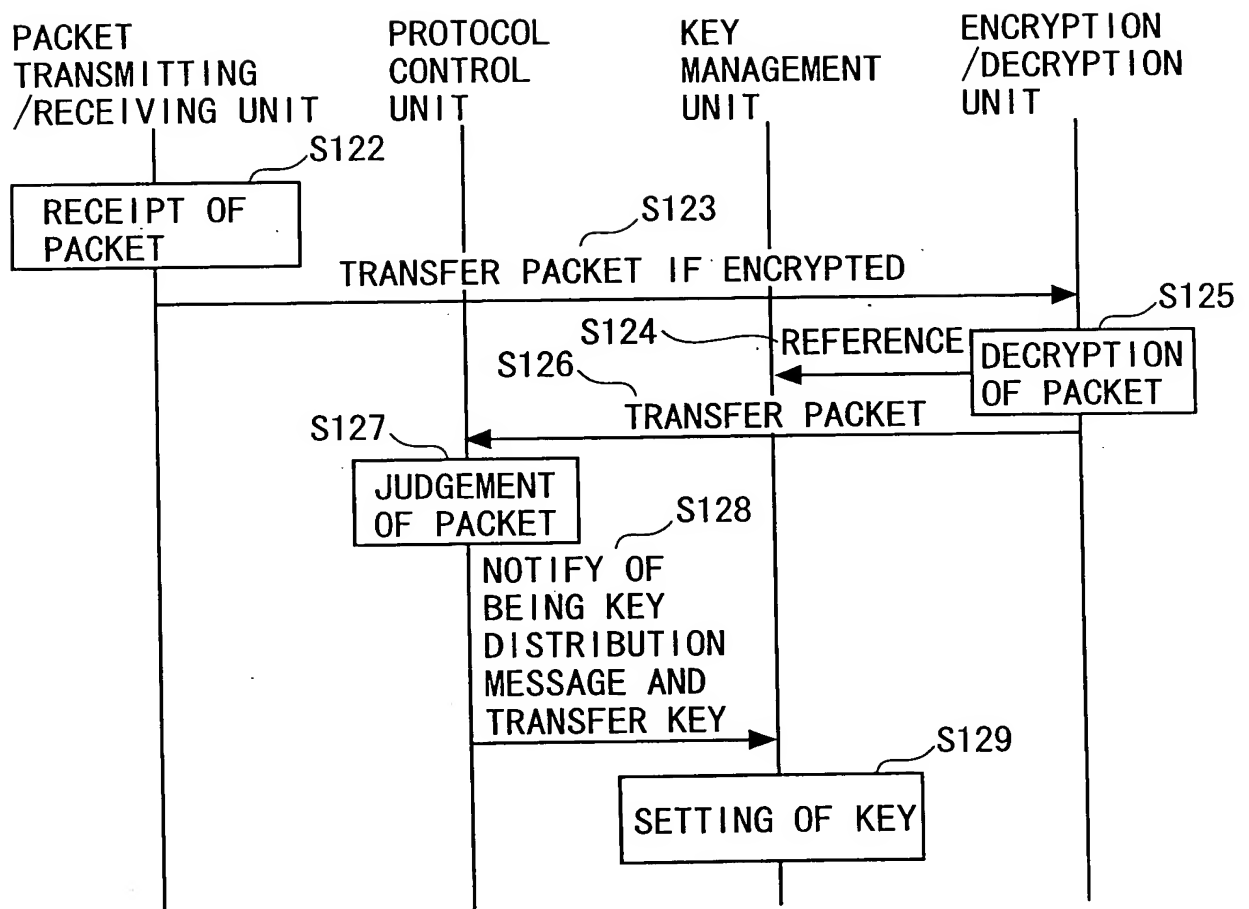 PACKET
TRANSMITTING
/RECEIVING UNIT
PROTOCOL
CONTROL
UNIT
KEY
MANAGEMENT
UNIT
ENCRYPTION
/DECRYPTION
UNIT
S122
RECEIPT OF
PACKET
S123
TRANSFER PACKET IF ENCRYPTED
S125
S124
REFERENCE
DECRYPTION
OF PACKET
S126
TRANSFER PACKET
S127
JUDGEMENT
OF PACKET
S128
NOTIFY OF
BEING KEY
DISTRIBUTION
MESSAGE AND
TRANSFER KEY
S129
SETTING OF KEY